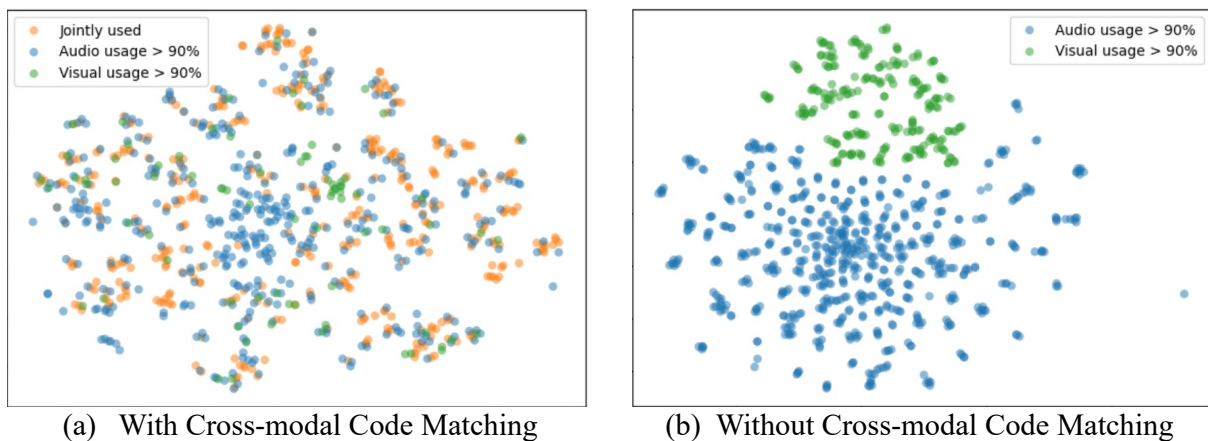 Jointly used
Audio usage > 90%
Visual usage > 90%
Audio usage > 90%
Visual usage > 90%
(a) With Cross-modal Code Matching
(b) Without Cross-modal Code Matching